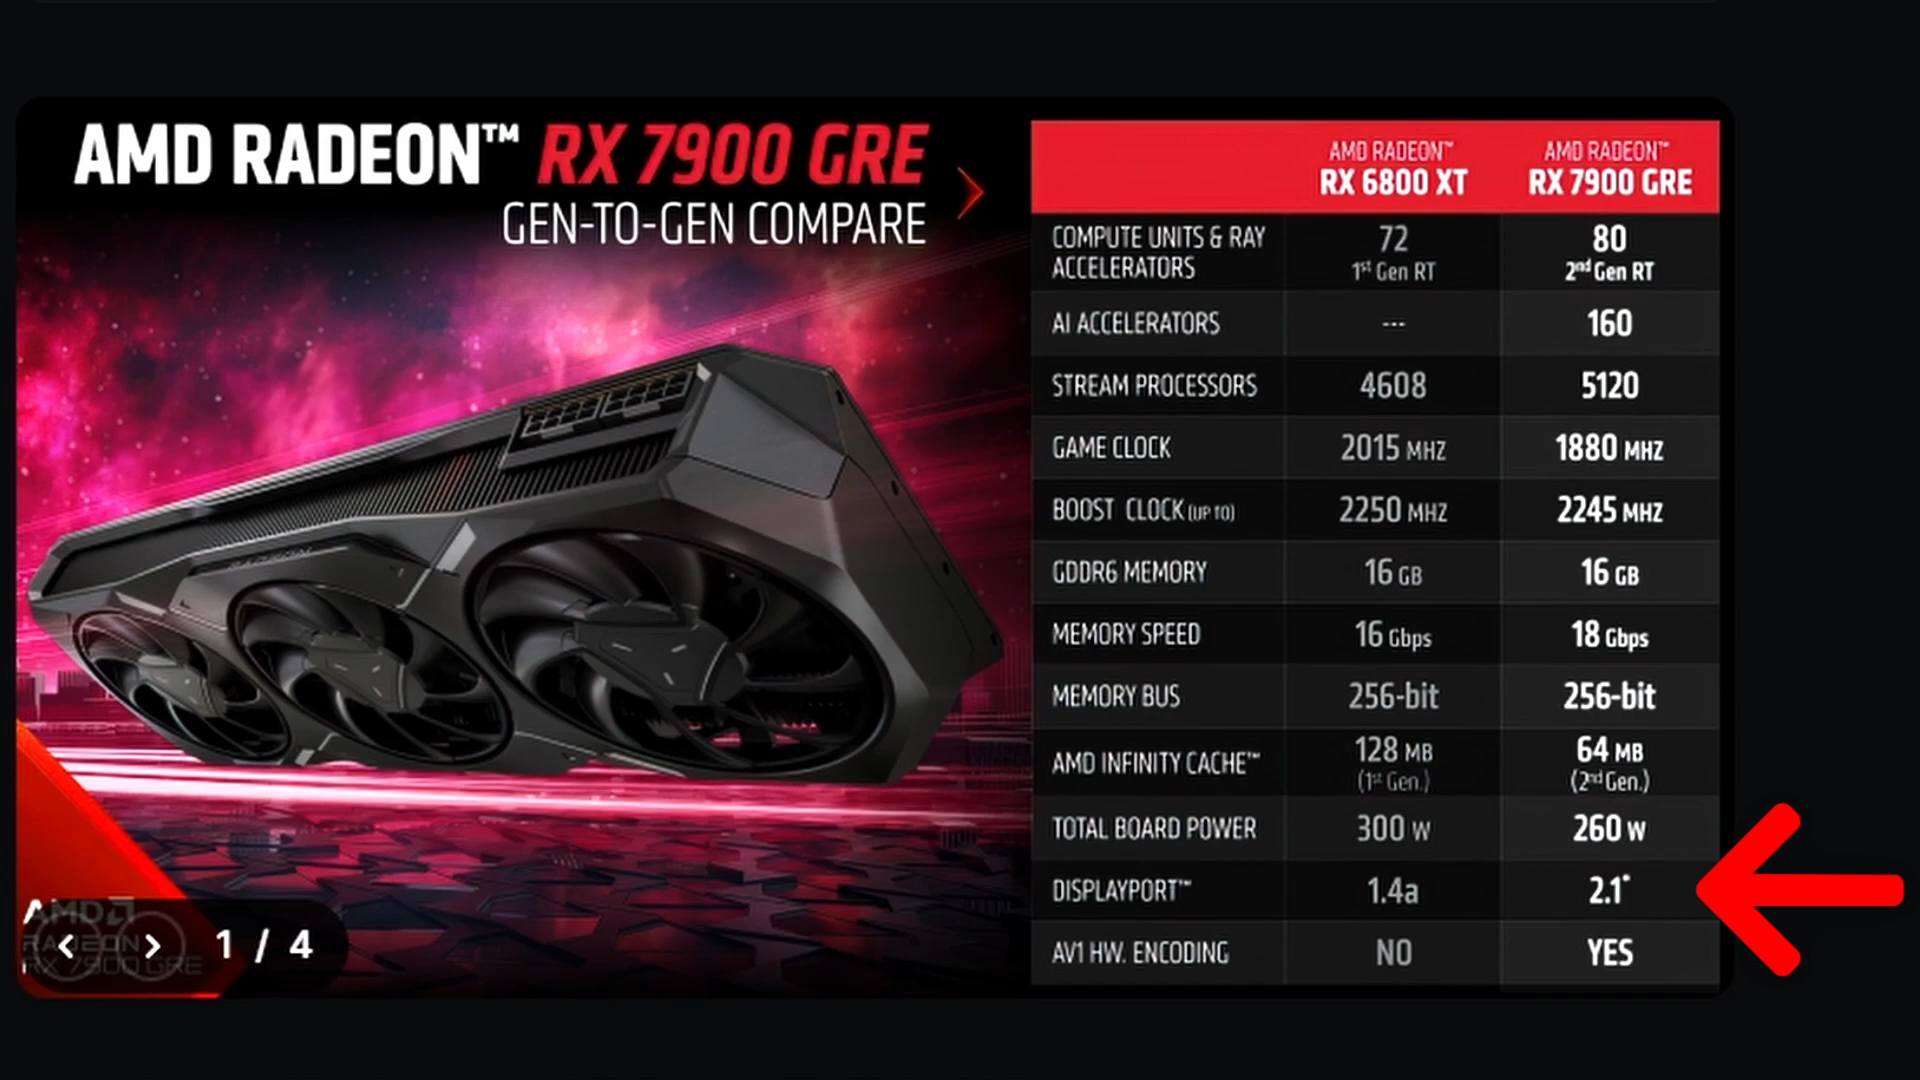 AMD RADEON™ RX 7900 GRE
GEN-TO-GEN COMPARE
AMD RADEON™ RX 6800 XT
AMD RADEON™ RX 7900 GRE
COMPUTE UNITS & RAY ACCELERATORS
72
1st Gen RT
80
2nd Gen RT
AI ACCELERATORS
---
160
STREAM PROCESSORS
4608
5120
GAME CLOCK
2015 MHZ
1880 MHZ
BOOST CLOCK (UP TO)
2250 MHZ
2245 MHZ
GDDR6 MEMORY
16 GB
16 GB
MEMORY SPEED
16 Gbps
18 Gbps
MEMORY BUS
256-bit
256-bit
AMD INFINITY CACHE™
128 MB
(1st Gen.)
64 MB
(2nd Gen.)
TOTAL BOARD POWER
300 W
260 W
DISPLAYPORT™
1.4a
2.1*
AV1 HW. ENCODING
NO
YES
AMD
RADEON
RX 7900 GRE
1 / 4